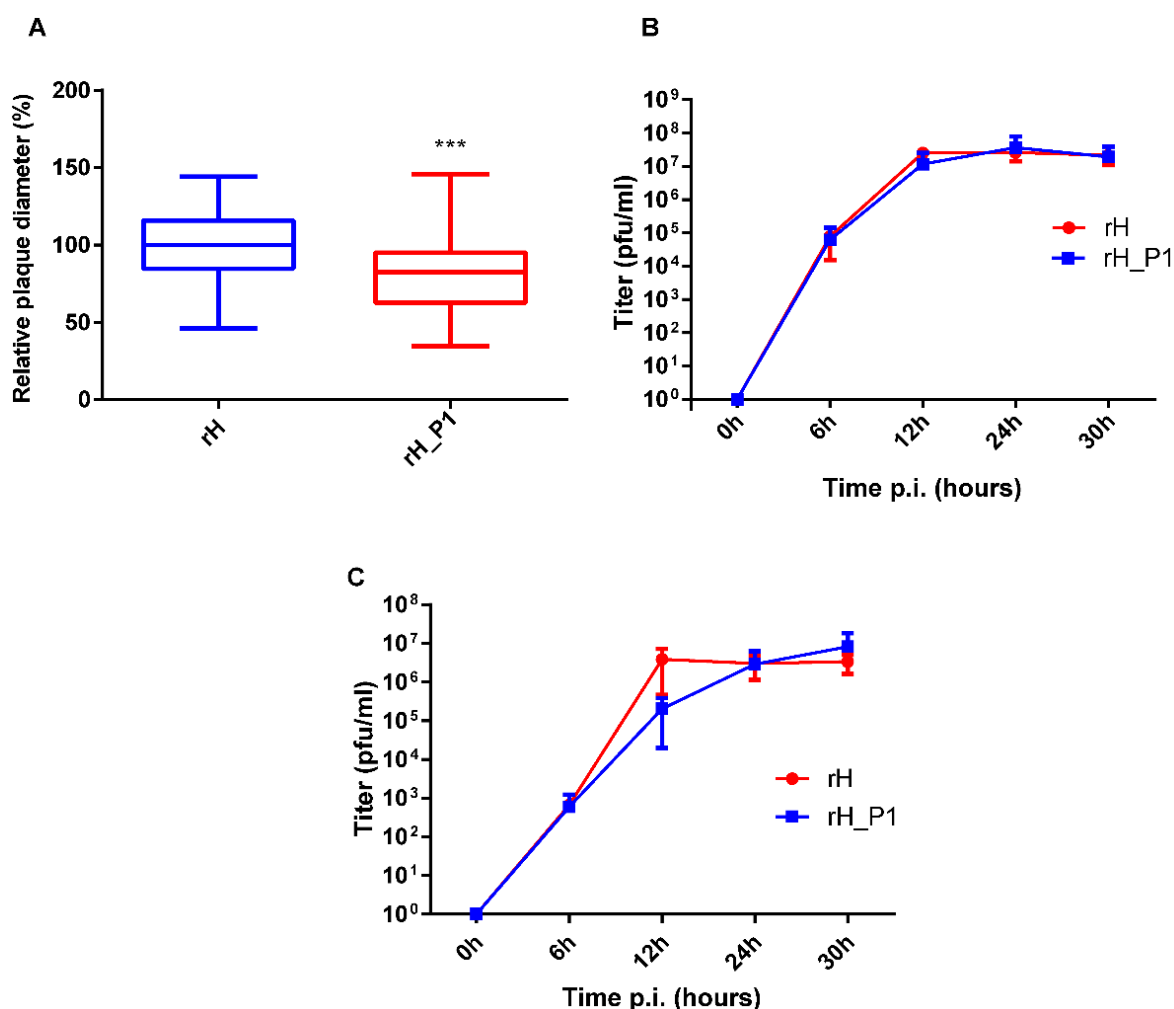 A
Relative plaque diameter (%)
200
150
100
50
0
***
rH
rH_P1
B
Titer (pfu/ml)
10⁹
10⁸
10⁷
10⁶
10⁵
10⁴
10³
10²
10¹
10⁰
rH
rH_P1
0h
6h
12h
24h
30h
Time p.i. (hours)
C
Titer (pfu/ml)
10⁸
10⁷
10⁶
10⁵
10⁴
10³
10²
10¹
10⁰
rH
rH_P1
0h
6h
12h
24h
30h
Time p.i. (hours)